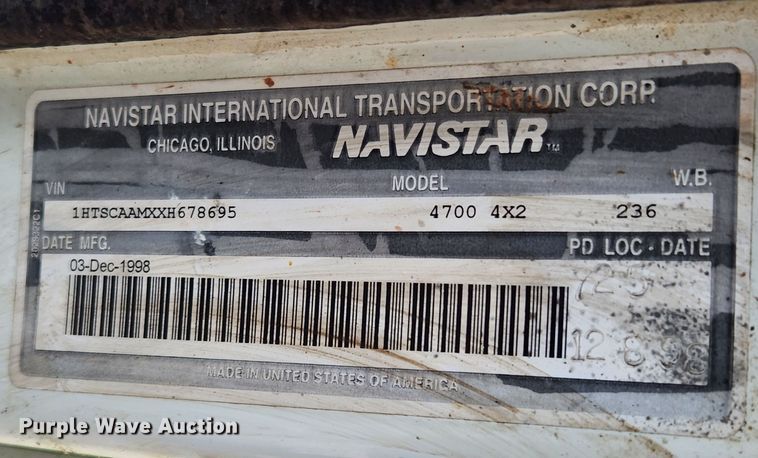 NAVISTAR INTERNATIONAL TRANSPORTATION CORP.
CHICAGO, ILLINOIS NAVISTAR TM
VIN MODEL W.B.
1HTSCAAMXXH678695 4700 4X2 236
DATE MFG. PD LOC - DATE
03-Dec-1998
12 8 98
MADE IN UNITED STATES OF AMERICA
Purple Wave Auction